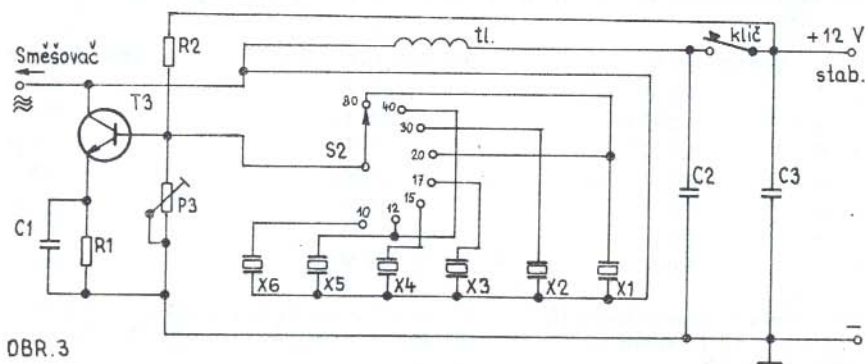 R2
tl.
klíč
+12 V
stab.
Směšovač
T3
80
40
30
S2
20
17
15
12
10
P3
C1
R1
C2
C3
X6
X5
X4
X3
X2
X1
OBR.3